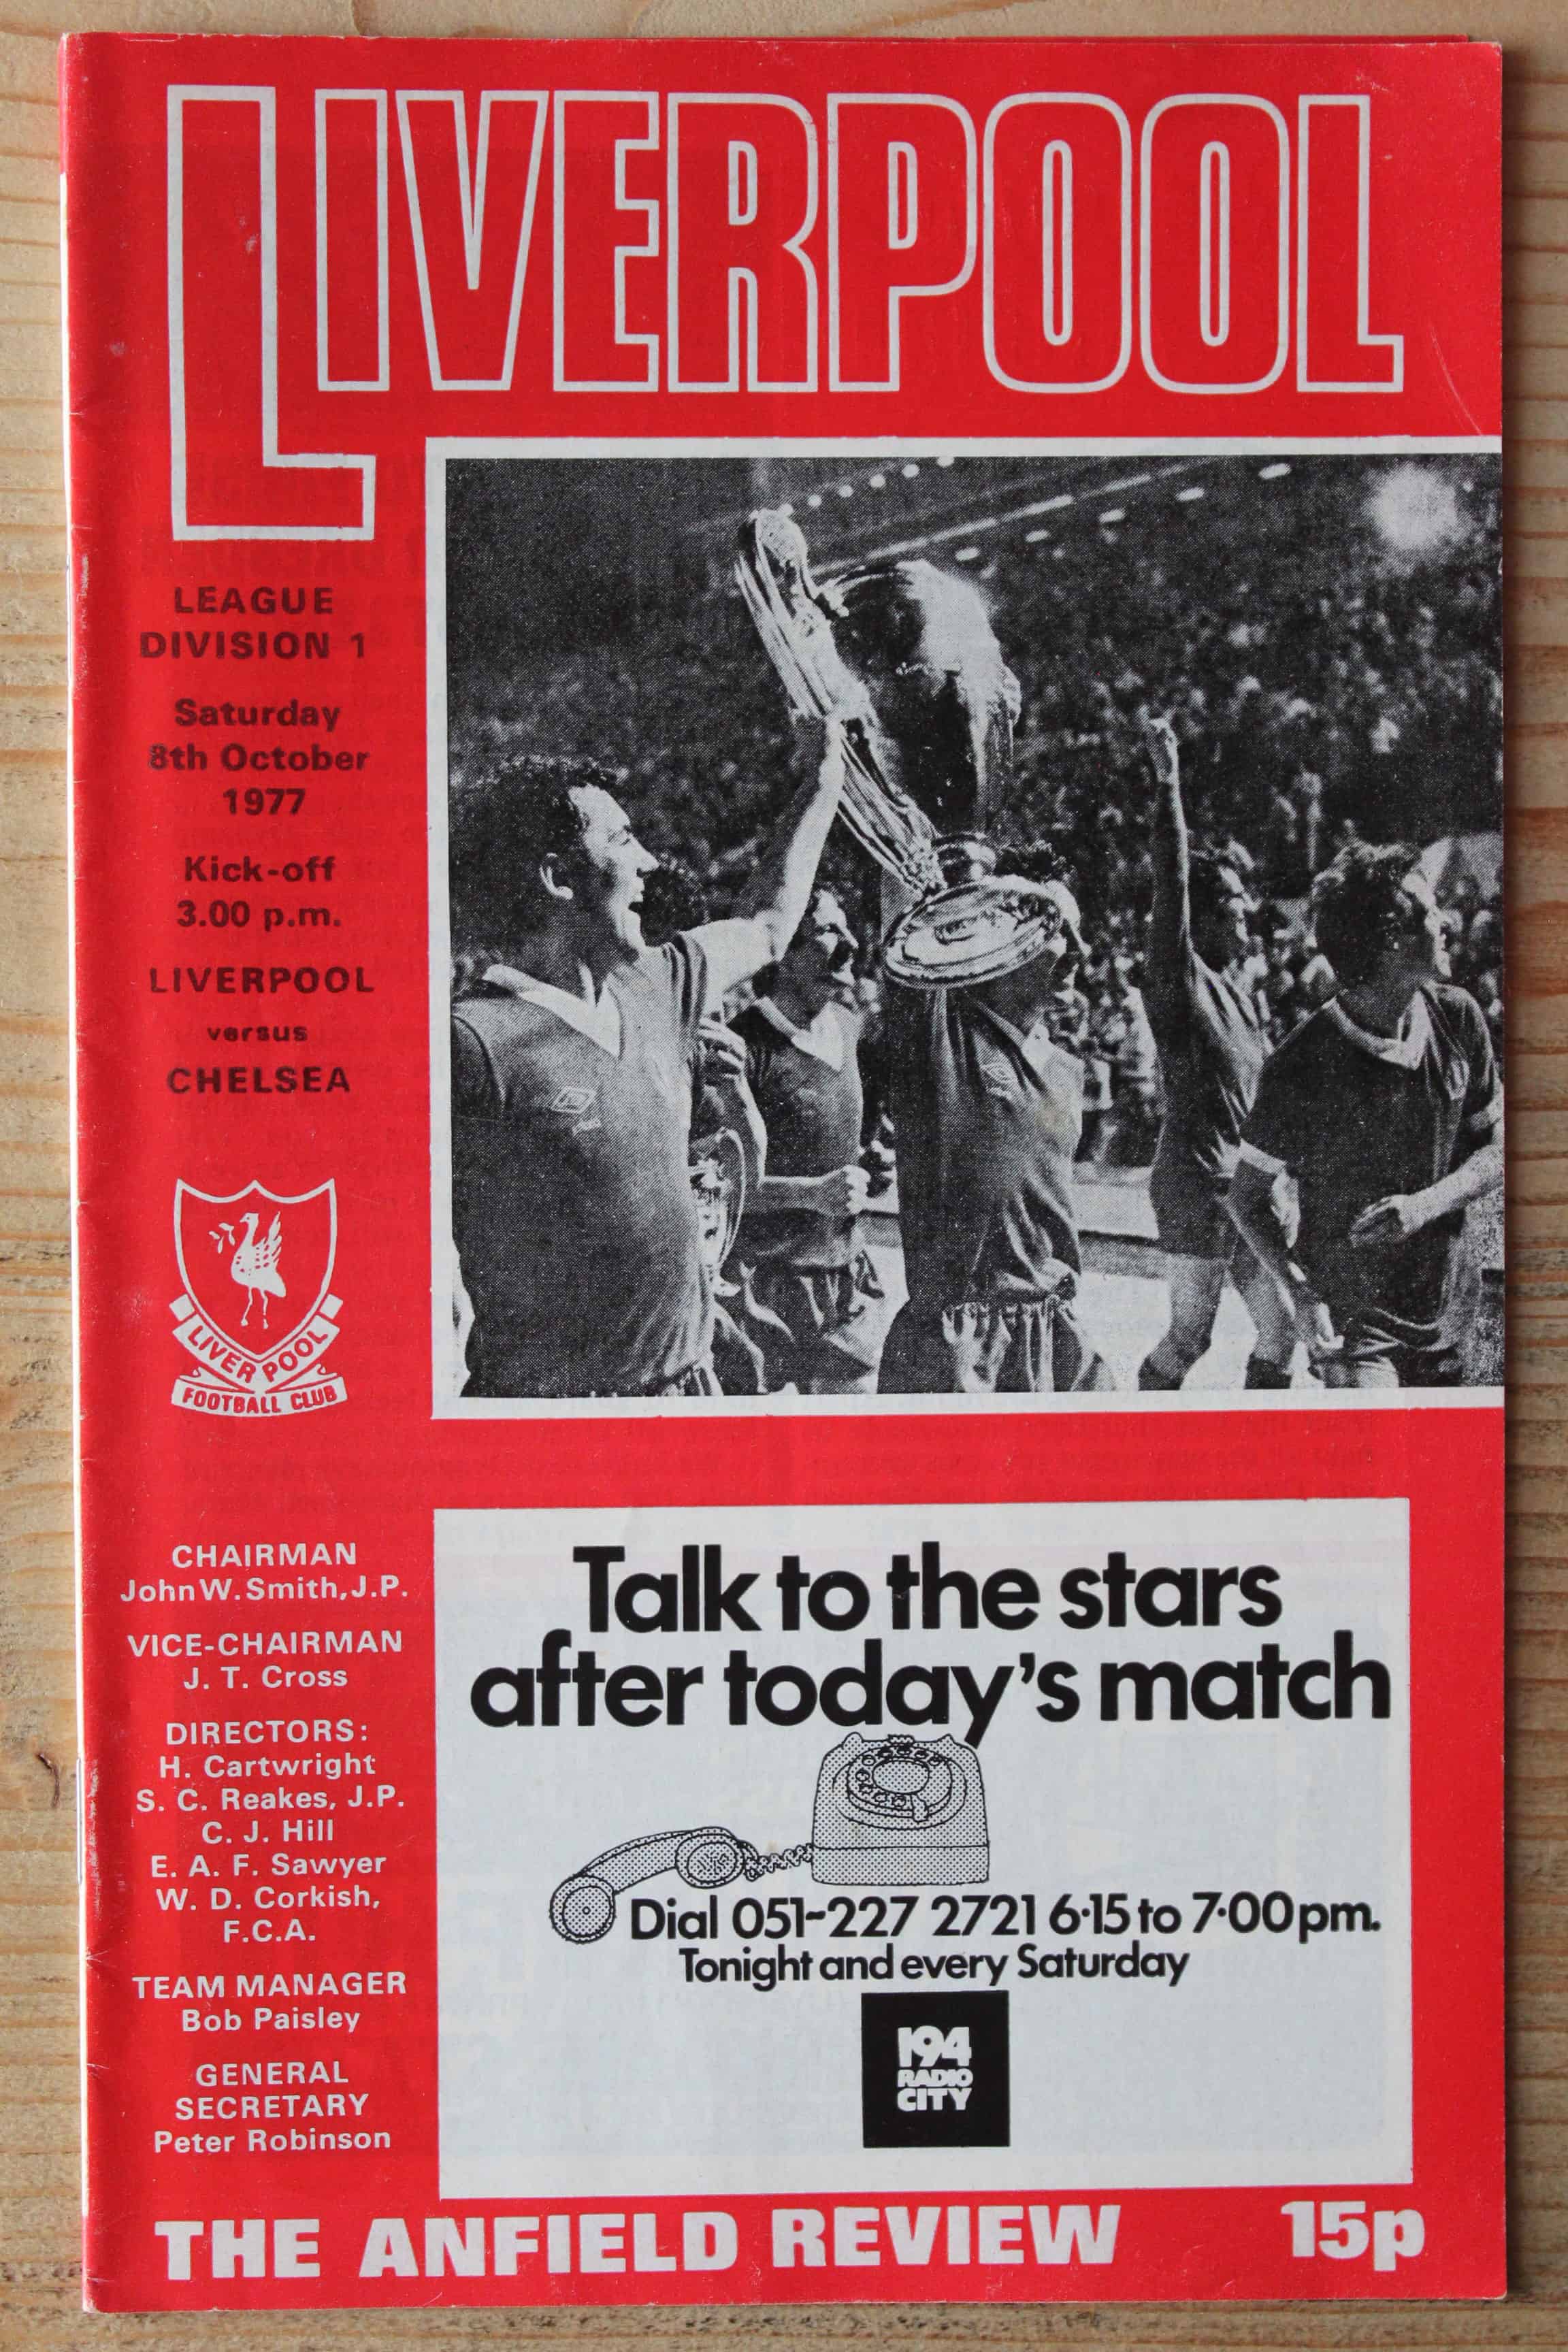 LIVERPOOL
LEAGUE
DIVISION 1
Saturday
8th October
1977
Kick-off
3.00 p.m.
LIVERPOOL
versus
CHELSEA
LIVERPOOL
FOOTBALL CLUB
CHAIRMAN
John W. Smith, J.P.
VICE-CHAIRMAN
J. T. Cross
DIRECTORS:
H. Cartwright
S. C. Reakes, J.P.
C. J. Hill
E. A. F. Sawyer
W. D. Corkish,
F.C.A.
TEAM MANAGER
Bob Paisley
GENERAL
SECRETARY
Peter Robinson
Talk to the stars
after today's match
Dial 051-227 2721 6·15 to 7·00pm.
Tonight and every Saturday
194
RADIO
CITY
THE ANFIELD REVIEW 15p